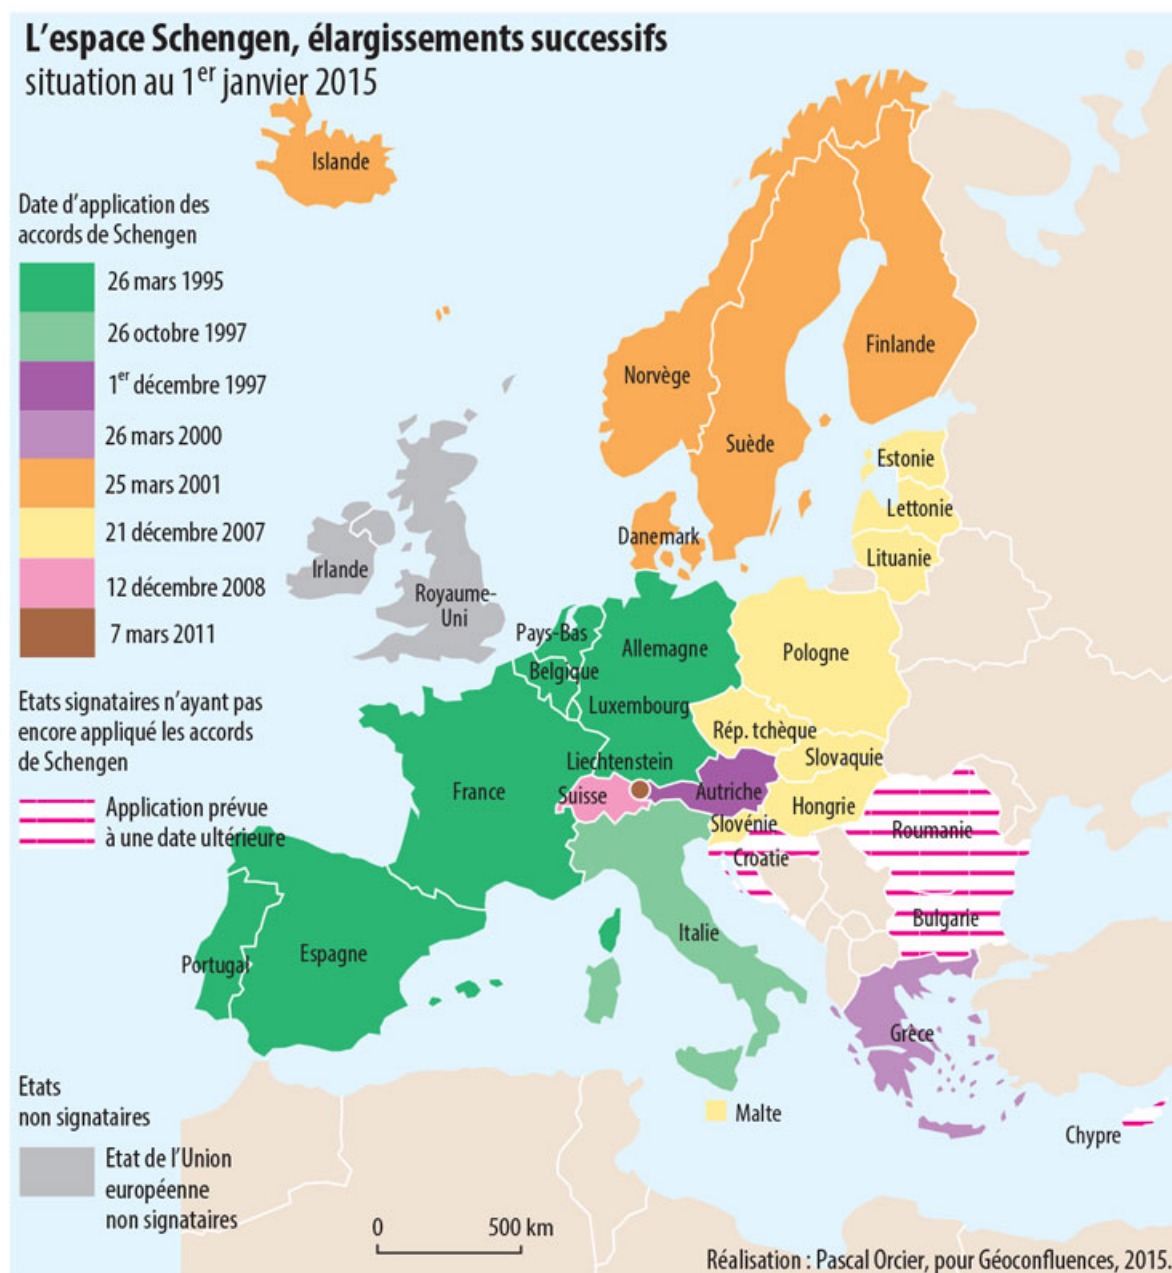 L'espace Schengen, élargissements successifs
situation au 1er janvier 2015
Islande
Date d'application des
accords de Schengen
26 mars 1995
26 octobre 1997
1er décembre 1997
26 mars 2000
25 mars 2001
21 décembre 2007
12 décembre 2008
7 mars 2011
Etats signataires n'ayant pas
encore appliqué les accords
de Schengen
Application prévue
à une date ultérieure
Etats
non signataires
Etat de l'Union
européenne
non signataires
Finlande
Norvège
Suède
Estonie
Lettonie
Danemark
Lituanie
Irlande
Royaume-
Uni
Pays-Bas
Allemagne
Pologne
Belgique
Luxembourg
Rép. tchèque
Slovaquie
Liechtenstein
France
Suisse
Autriche
Hongrie
Slovénie
Roumanie
Croatie
Bulgarie
Italie
Espagne
Portugal
Grèce
Malte
Chypre
0 500 km
Réalisation : Pascal Orcier, pour Géoconfluences, 2015.